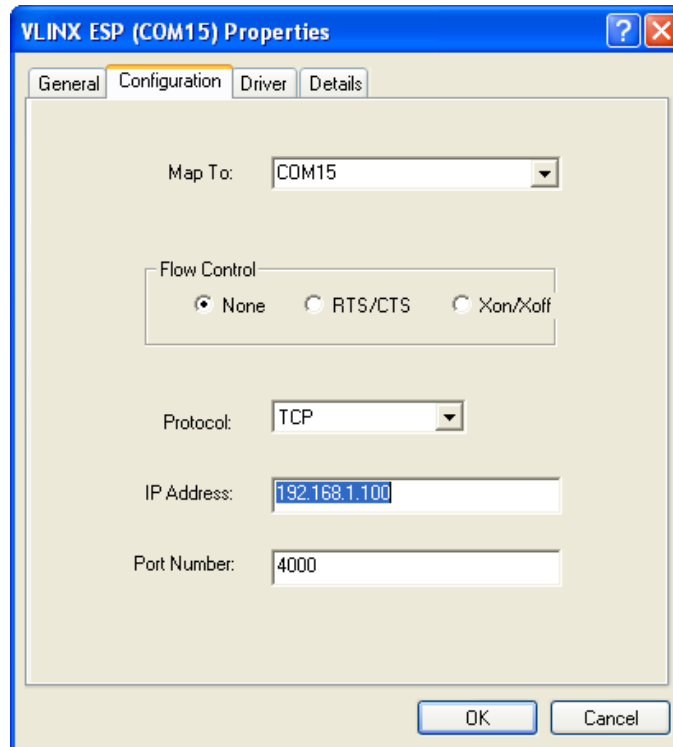 VLINX ESP (COM15) Properties
General Configuration Driver Details
Map To: COM15
Flow Control
None RTS/CTS Xon/Xoff
Protocol: TCP
IP Address: 192.168.1.100
Port Number: 4000
OK Cancel